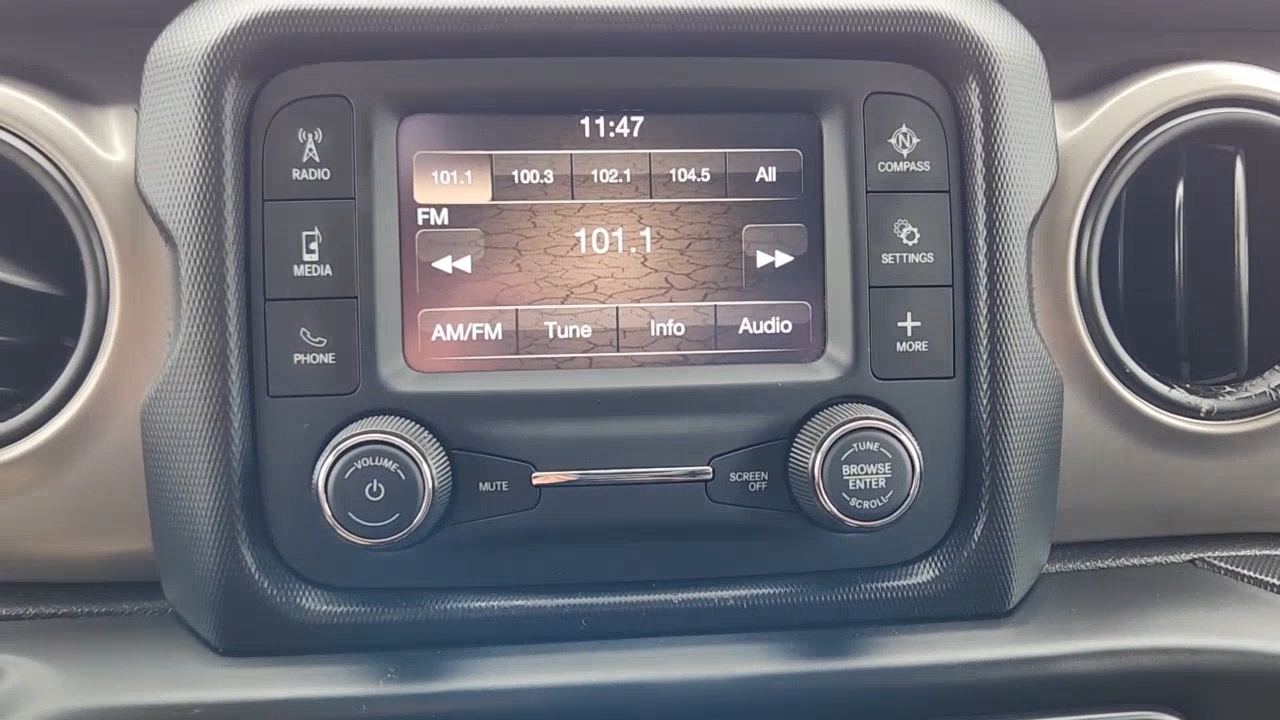 11:47
101.1 100.3 102.1 104.5 All
FM
101.1
AM/FM Tune Info Audio
RADIO
MEDIA
PHONE
N
COMPASS
SETTINGS
MORE
VOLUME
MUTE
SCREEN
OFF
TUNE
BROWSE
ENTER
SCROLL